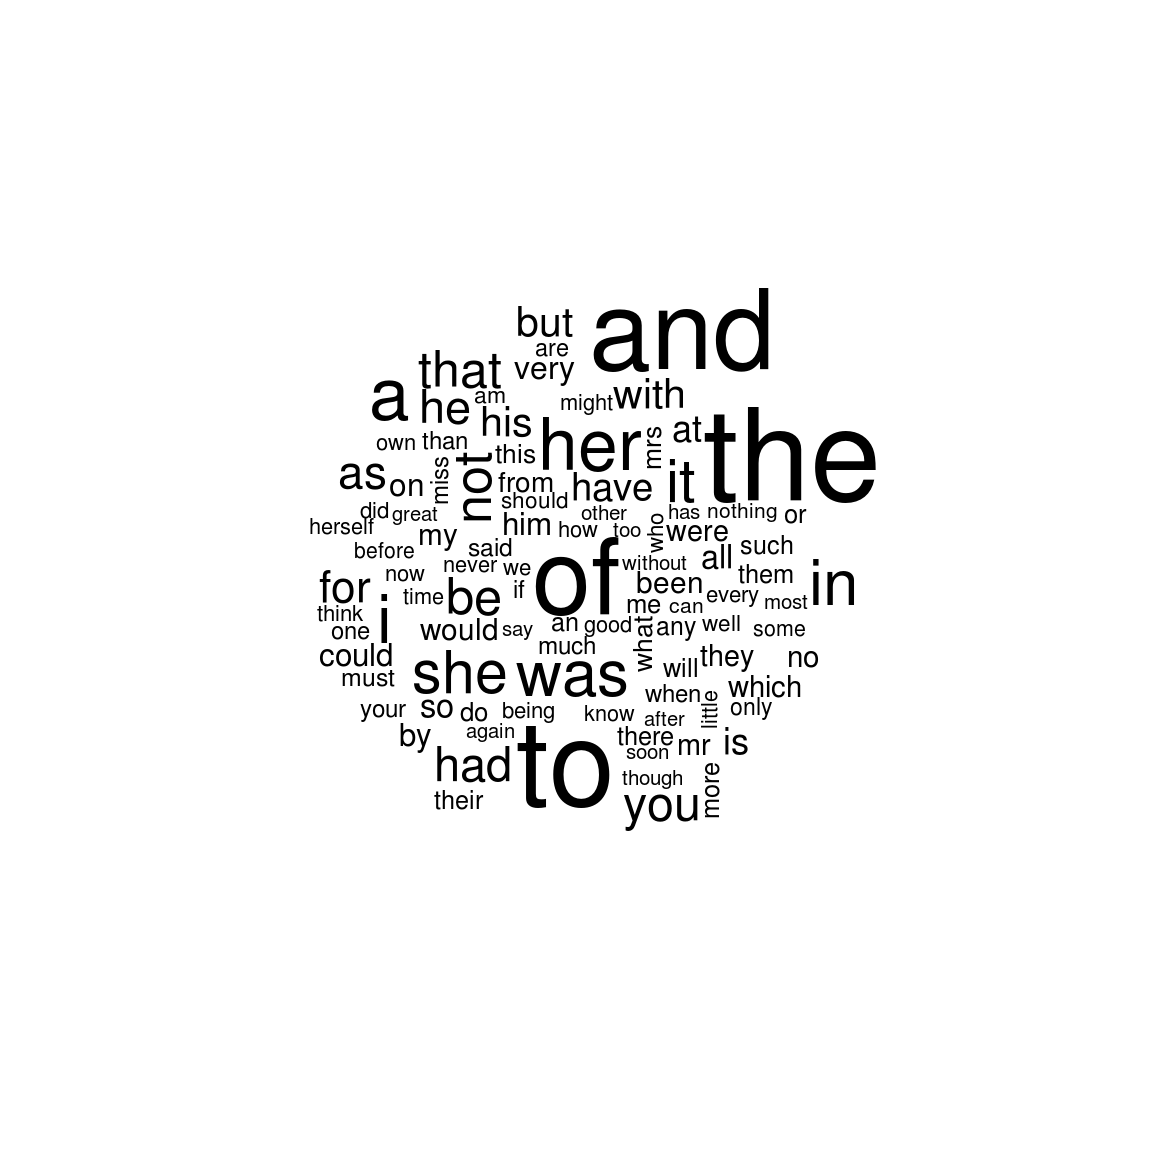 but and
are
that very
a he am might with
his
own than this her mrs at the
as on miss not from have it
should
did great other has nothing or
herself him how too who were
my
before said all such
never we of without
for now if been them in
i time be me can every most
think
one would say an good what any well some
much
could she was will they no
must
your so do being know when little which
after only
by again there mr is
had to soon
though more
their you